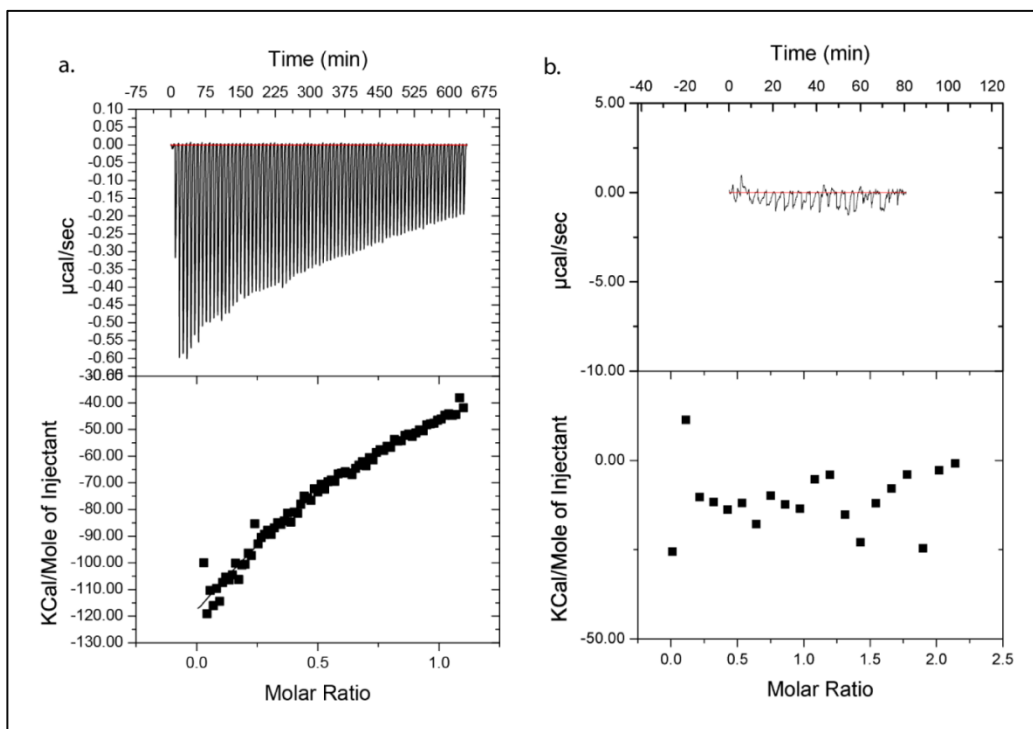 a.
Time (min)
-75 0 75 150 225 300 375 450 525 600 675
0.10
0.05
0.00
-0.05
-0.10
-0.15
-0.20
-0.25
-0.30
-0.35
-0.40
-0.45
-0.50
-0.55
-0.60
µcal/sec
-30.00
-40.00
-50.00
-60.00
-70.00
-80.00
-90.00
-100.00
-110.00
-120.00
-130.00
KCal/Mole of Injectant
0.0 0.5 1.0
Molar Ratio
b.
Time (min)
-40 -20 0 20 40 60 80 100 125
5.00
0.00
-5.00
-10.00
µcal/sec
0.00
-50.00
KCal/Mole of Injectant
0.0 0.5 1.0 1.5 2.0 2.5
Molar Ratio